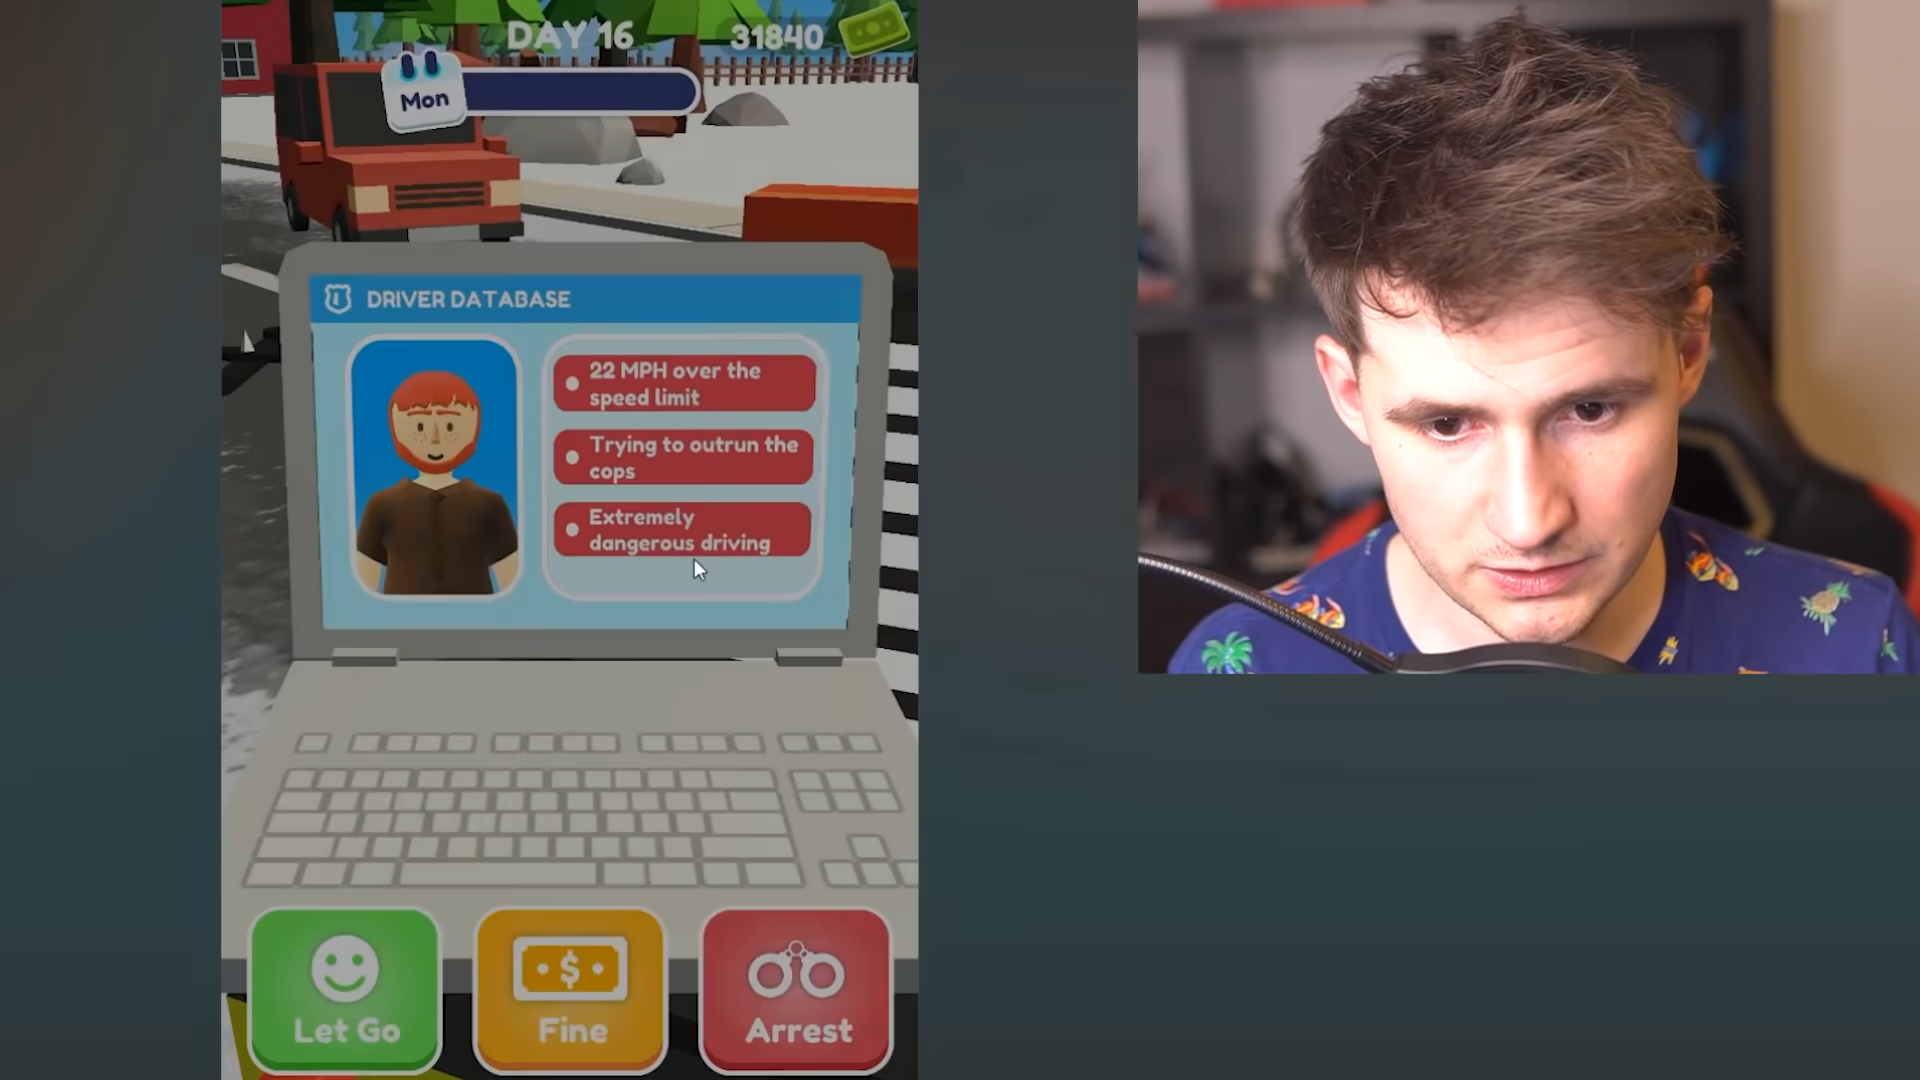 DAY 16
31840
Mon
DRIVER DATABASE
22 MPH over the
speed limit
Trying to outrun the
cops
Extremely
dangerous driving
$
Let Go
Fine
Arrest